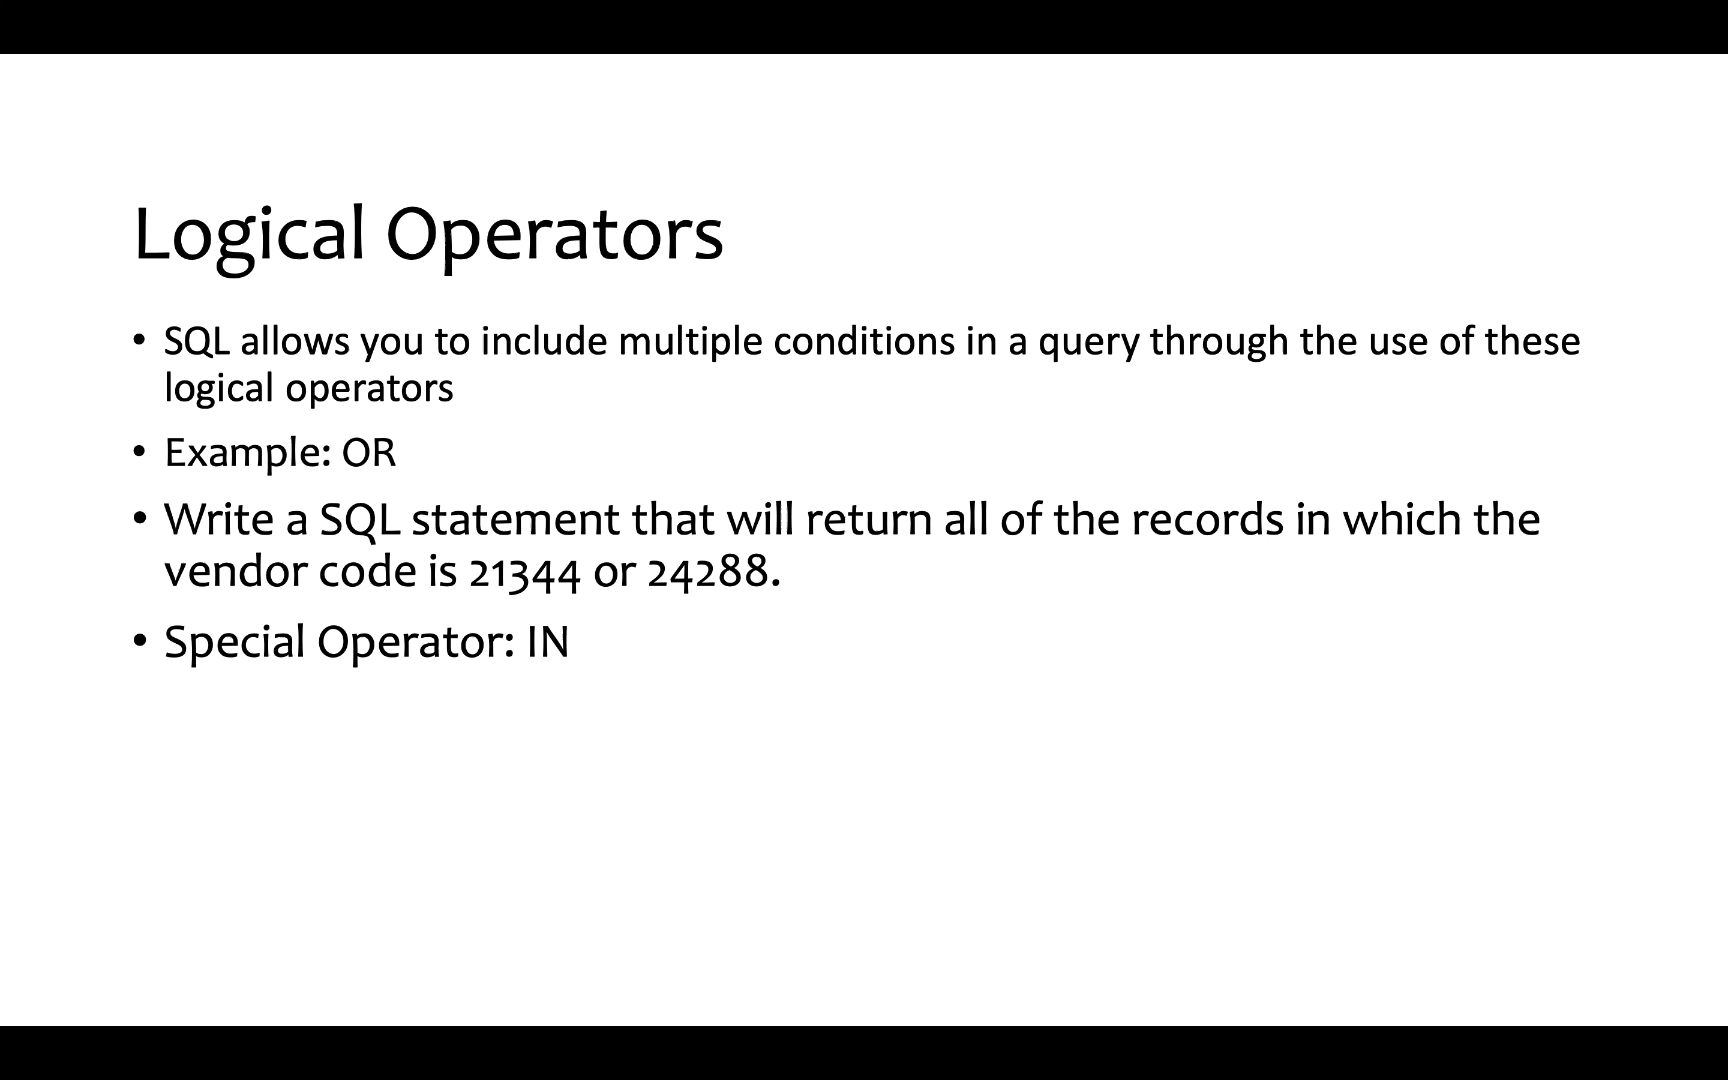 Logical Operators
• SQL allows you to include multiple conditions in a query through the use of these
logical operators
• Example: OR
• Write a SQL statement that will return all of the records in which the
vendor code is 21344 or 24288.
• Special Operator: IN